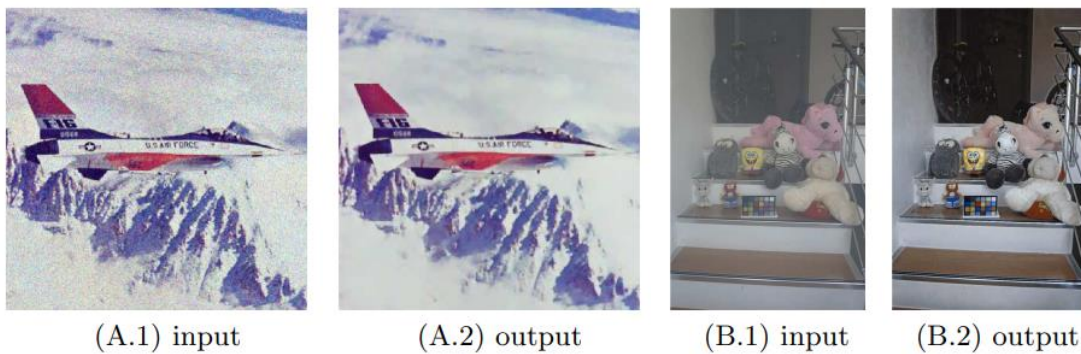 F16
U.S. AIR FORCE
F16
U.S. AIR FORCE
(A.1) input
(A.2) output
(B.1) input
(B.2) output